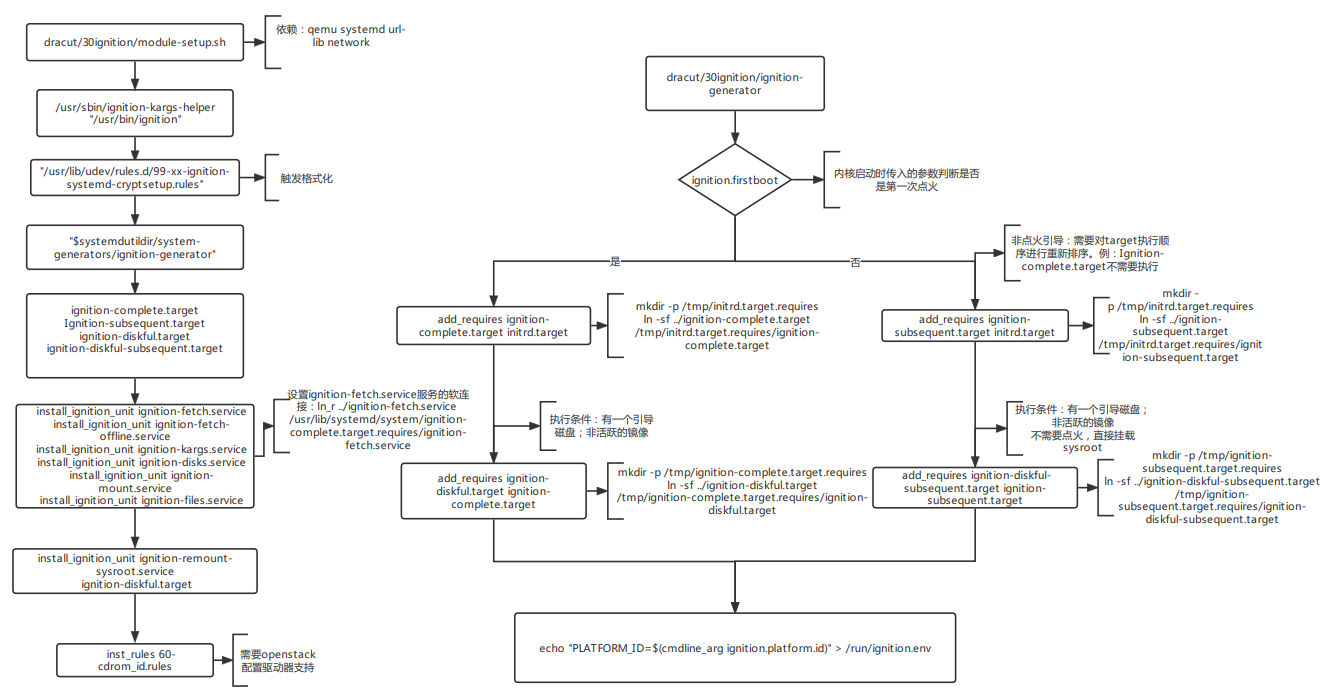 dracut/30ignition/module-setup.sh
依赖：qemu systemd url-
lib network
/usr/sbin/ignition-kargs-helper
"/usr/bin/ignition"
"/usr/lib/udev/rules.d/99-xx-ignition-
systemd-cryptsetup.rules"
触发格式化
"$systemdutildir/system-
generators/ignition-generator"
ignition-complete.target
Ignition-subsequent.target
ignition-diskful.target
ignition-diskful-subsequent.target
install_ignition_unit ignition-fetch.service
install_ignition_unit ignition-fetch-
offline.service
install_ignition_unit ignition-kargs.service
install_ignition_unit ignition-disks.service
install_ignition_unit ignition-
mount.service
install_ignition_unit ignition-files.service
设置ignition-fetch.service服务的软连
接：ln_r ../ignition-fetch.service
/usr/lib/systemd/system/ignition-
complete.target.requires/ignition-
fetch.service
install_ignition_unit ignition-remount-
sysroot.service
ignition-diskful.target
inst_rules 60-
cdrom_id.rules
需要openstack
配置驱动器支持
dracut/30ignition/ignition-
generator
ignition.firstboot
内核启动时传入的参数判断是否
是第一次点火
是
否
非点火引导：需要对target执行顺
序进行重新排序。例：Ignition-
complete.target不需要执行
add_requires ignition-
complete.target initrd.target
mkdir -p /tmp/initrd.target.requires
ln -sf ../ignition-complete.target
/tmp/initrd.target.requires/ignition-
complete.target
add_requires ignition-
subsequent.target initrd.target
mkdir -
p /tmp/initrd.target.requires
ln -sf ../ignition-
subsequent.target
/tmp/initrd.target.requires/ignit
ion-subsequent.target
执行条件：有一个引导
磁盘；非活跃的镜像
执行条件：有一个引导磁盘；
非活跃的镜像
不需要点火，直接挂载
sysroot
add_requires ignition-
diskful.target ignition-
complete.target
mkdir -p /tmp/ignition-complete.target.requires
ln -sf ../ignition-diskful.target
/tmp/ignition-complete.target.requires/ignition-
diskful.target
add_requires ignition-diskful-
subsequent.target ignition-
subsequent.target
mkdir -p /tmp/ignition-
subsequent.target.requires
ln -sf ../ignition-diskful-subsequent.target
/tmp/ignition-
subsequent.target.requires/ignition-
diskful-subsequent.target
echo "PLATFORM_ID=$(cmdline_arg ignition.platform.id)" > /run/ignition.env